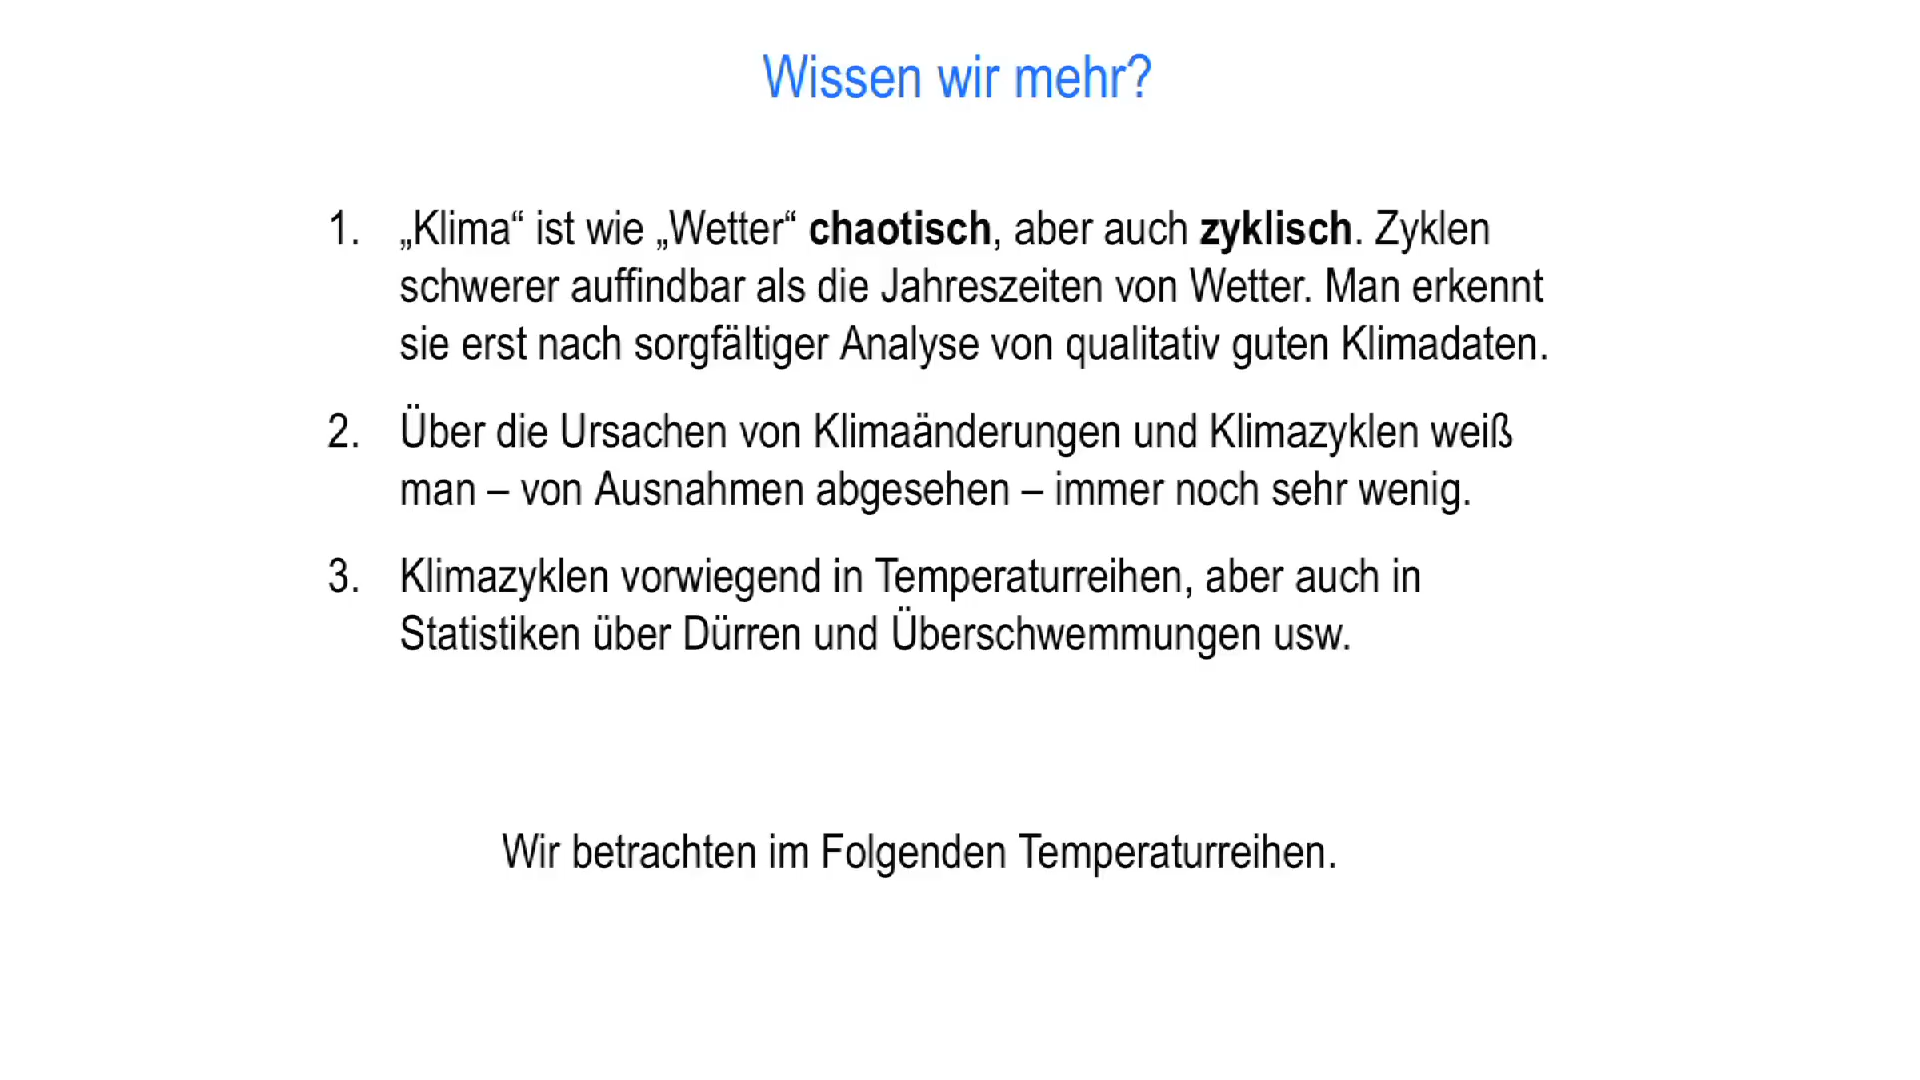 Wissen wir mehr?
1. „Klima“ ist wie „Wetter“ chaotisch, aber auch zyklisch. Zyklen
schwerer auffindbar als die Jahreszeiten von Wetter. Man erkennt
sie erst nach sorgfältiger Analyse von qualitativ guten Klimadaten.
2. Über die Ursachen von Klimaänderungen und Klimazyklen weiß
man – von Ausnahmen abgesehen – immer noch sehr wenig.
3. Klimazyklen vorwiegend in Temperaturreihen, aber auch in
Statistiken über Dürren und Überschwemmungen usw.
Wir betrachten im Folgenden Temperaturreihen.